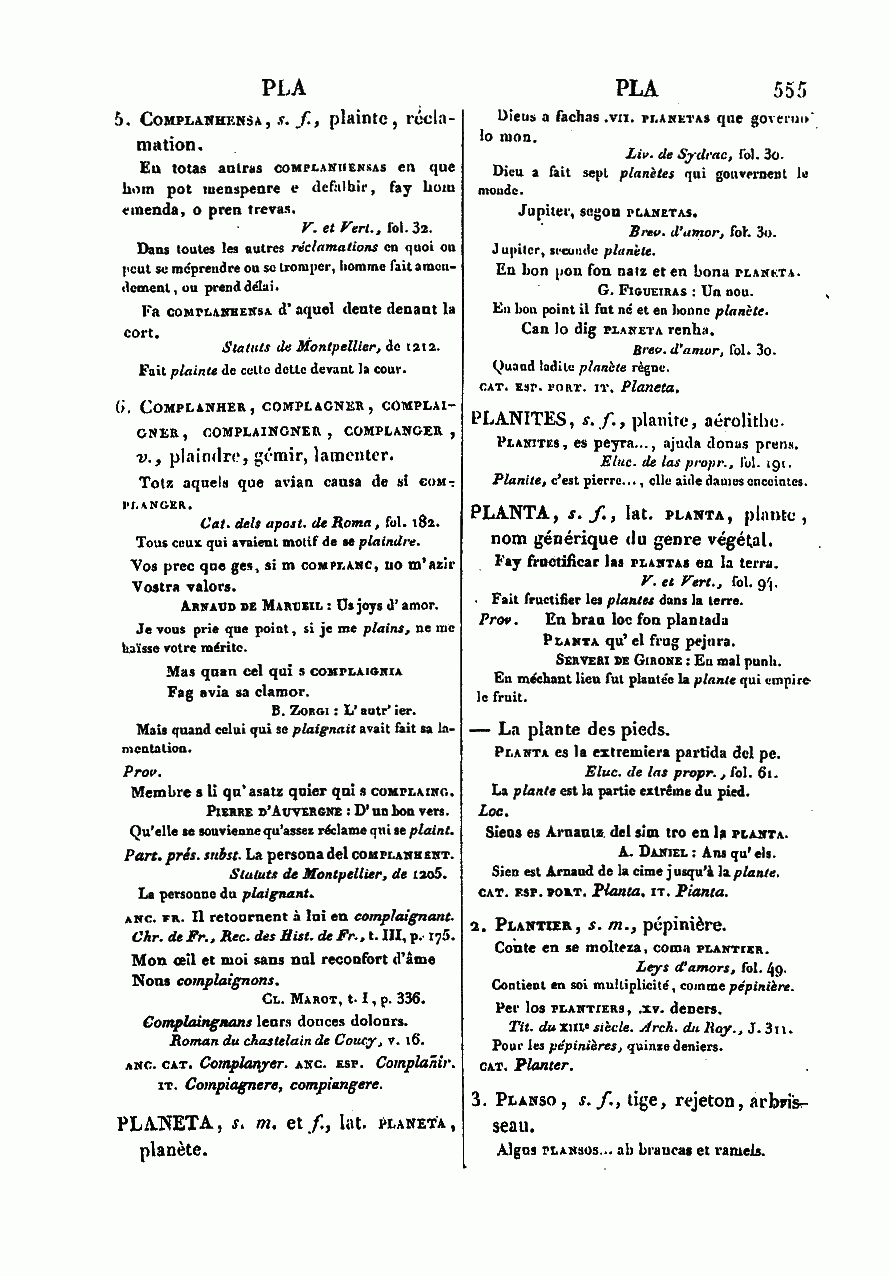 PLA
PLA 555
5. COMPLANHENSA, s. f., plainte, récla-
mation.
En totas autras COMPLANHENSAS en que
hom pot menspenre e defalhir, fay hom
emenda, o pren trevas.
V. et Vert., fol. 32.
Dans toutes les autres réclamations en quoi on
peut se méprendre ou se tromper, homme fait amen-
dement, ou prend délai.
Fa COMPLANHENSA d'aquel deute denant la
cort.
Statuts de Montpellier, de 1212.
Fait plainte de cette dette devant la cour.
6. COMPLANHER, COMPLAGNER, COMPLAI-
GNER, COMPLAINGNER, COMPLANGER,
v., plaindre, gémir, lamenter.
Totz aquels que avian causa de si COM-
PLANGER.
Cat. dels apost. de Roma, fol. 182.
Tous ceux qui avaient motif de se plaindre.
Vos prec que ges, si m COMPLANC, no m'azir
Vostra valors.
ARNAUD DE MARUEIL : Us joys d'amor.
Je vous prie que point, si je me plains, ne me
haïsse votre mérite.
Mas quan cel qui s COMPLAIGNIA
Fag avia sa clamor.
B. ZORGI : L'autr'ier.
Mais quand celui qui se plaignait avait fait sa la-
mentation.
Prov.
Membre s li qu'asatz quier qui s COMPLAING.
PIERRE D'AUVERGNE : D'un bon vers.
Qu'elle se souvienne qu'assez réclame qui se plaint.
Part. prés. subst. La persona del COMPLANHENT.
Statuts de Montpellier, de 1205.
La personne du plaignant.
ANC. FR. Il retournent à lui en complaignant.
Chr. de Fr., Rec. des Hist. de Fr., t. III, p. 175.
Mon œil et moi sans nul reconfort d'âme
Nous complaignons.
CL. MAROT, t. I, p. 336.
Complaingnans leurs douces dolours.
Roman du chastelain de Coucy, v. 16.
ANC. CAT. Complanyer. ANC. ESP. Complañir.
IT. Compiagnere, compiangere.
PLANETA, s. m. et f., lat. PLANETA,
planète.
Dieus a fachas .VII. PLANETAS que governo
lo mon.
Liv. de Sydrac, fol. 30.
Dieu a fait sept planètes qui gouvernent le
monde.
Jupiter, segon PLANETAS.
Brev. d'amor, fol. 30.
Jupiter, seconde planète.
En bon pon fon natz et en bona PLANETA.
G. FIGUEIRAS : Un nou.
En bon point il fut né et en bonne planète.
Can lo dig PLANETA renha.
Brev. d'amor, fol. 30.
Quand ladite planète règne.
CAT. ESP. PORT. IT. Planeta.
PLANITES, s. f., planite, aérolithe.
PLANITES, es peyra..., ajuda donas prens.
Eluc. de las propr., fol. 191.
Planite, c'est pierre..., elle aide dames enceintes.
PLANTA, s. f., lat. PLANTA, plante,
nom générique du genre végétal.
Fay fructificar las PLANTAS en la terra.
V. et Vert., fol. 94.
Fait fructifier les plantes dans la terre.
Prov. En brau loc fon plantada
PLANTA qu'el frug pejura.
SERVERI DE GIRONE : En mal punh.
En méchant lieu fut plantée la plante qui empire
le fruit.
— La plante des pieds.
PLANTA es la extremiera partida del pe.
Eluc. de las propr., fol. 61.
La plante est la partie extrême du pied.
Loc.
Siens es Arnautz del sim tro en la PLANTA.
A. DANIEL : Ans qu'els.
Sien est Arnaud de la cime jusqu'à la plante.
CAT. ESP. PORT. Planta. IT. Pianta.
2. PLANTIER, s. m., pépinière.
Conte en se molteza, coma PLANTIER.
Leys d'amors, fol. 49.
Contient en soi multiplicité, comme pépinière.
Per los PLANTIERS, .XV. deners.
Tit. du XIIIe siècle. Arch. du Roy., J. 311.
Pour les pépinières, quinze deniers.
CAT. Planter.
3. PLANSO, s. f., tige, rejeton, arbris-
seau.
Algus PLANSOS... ab brancas et ramels.